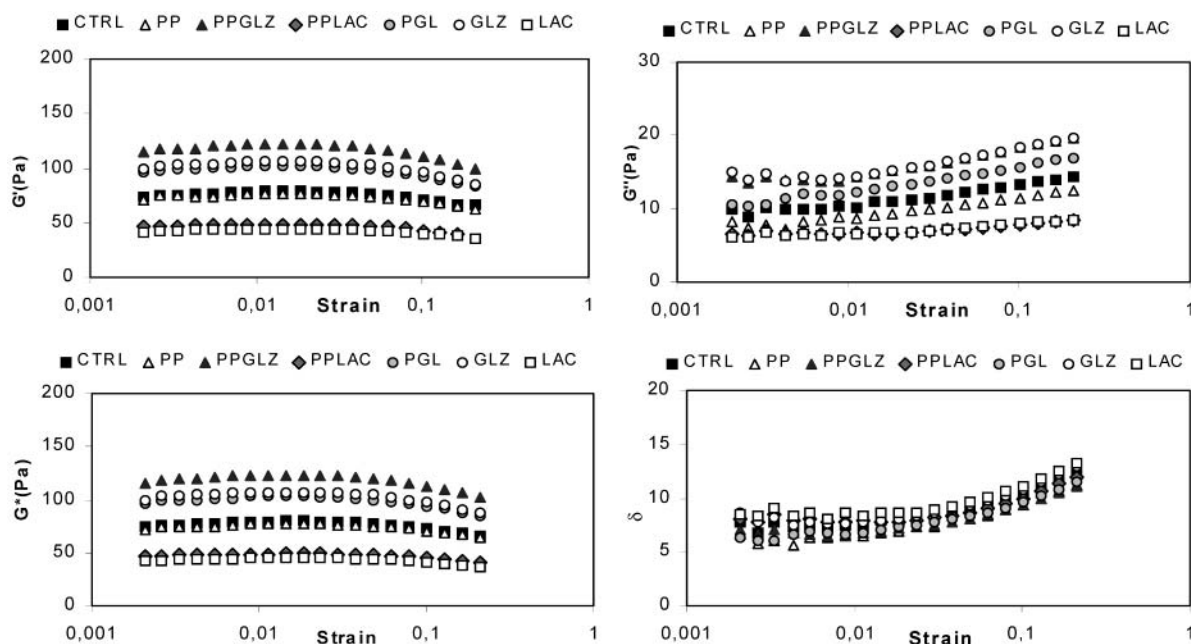 CTRL PP PPGLZ PPLAC PGL GLZ LAC
200
150
100
50
0
G'(Pa)
0,001 0,01 Strain 0,1 1
CTRL PP PPGLZ PPLAC PGL GLZ LAC
30
20
10
0
G"(Pa)
0,001 0,01 Strain 0,1 1
CTRL PP PPGLZ PPLAC PGL GLZ LAC
200
150
100
50
0
G*(Pa)
0,001 0,01 Strain 0,1 1
CTRL PP PPGLZ PPLAC PGL GLZ LAC
20
15
10
5
0
δ
0,001 0,01 Strain 0,1 1